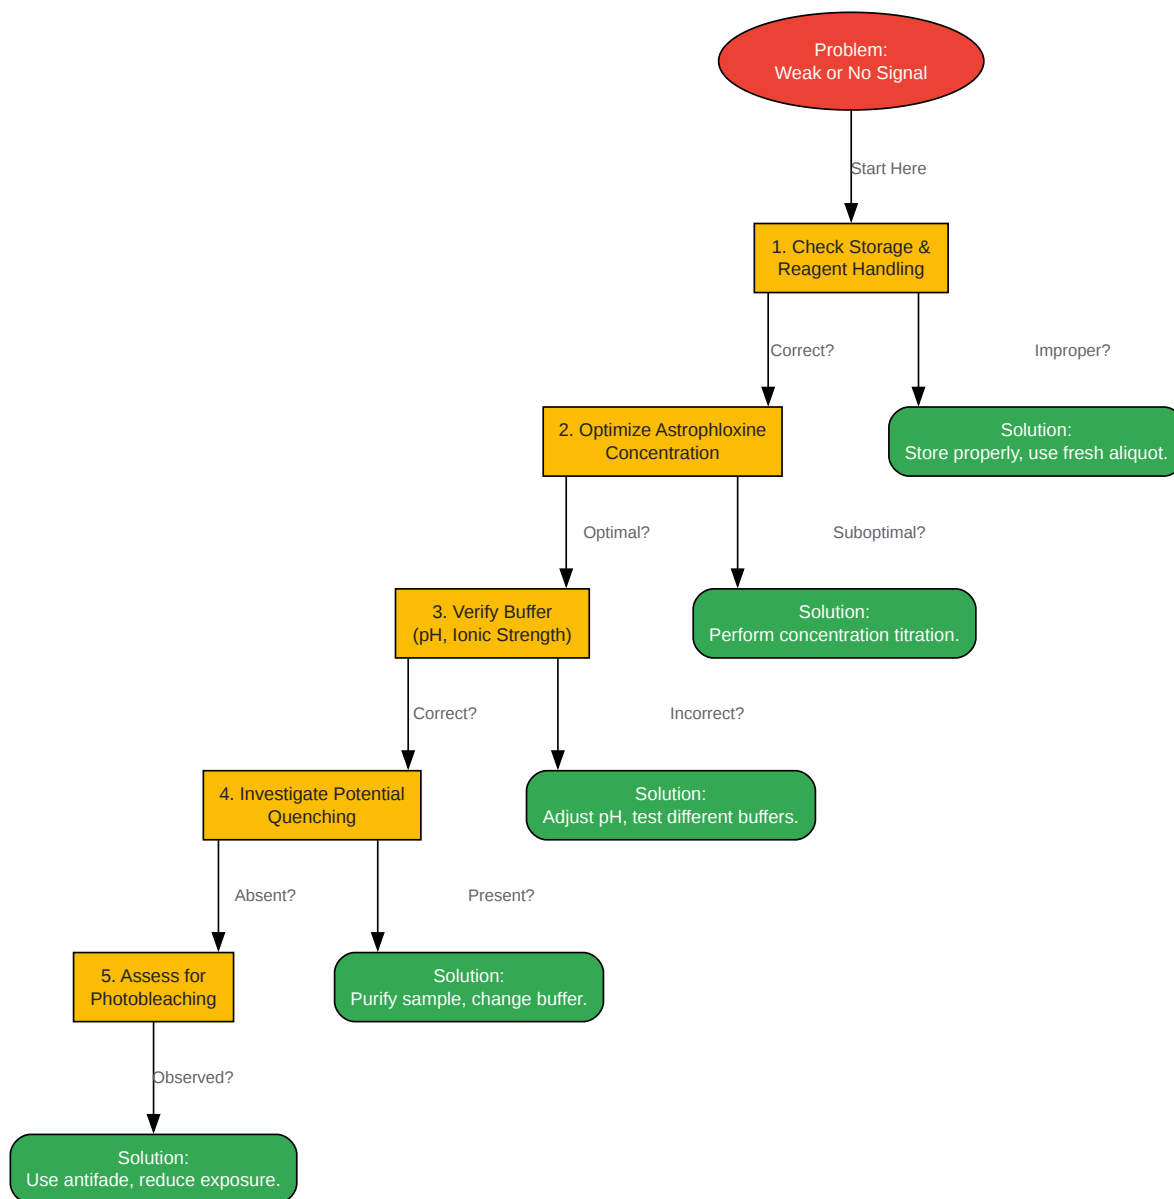 Problem:
Weak or No Signal
Start Here
1. Check Storage &
Reagent Handling
Correct?
Improper?
2. Optimize Astrophloxine
Concentration
Solution:
Store properly, use fresh aliquot.
Optimal?
Suboptimal?
3. Verify Buffer
(pH, Ionic Strength)
Solution:
Perform concentration titration.
Correct?
Incorrect?
4. Investigate Potential
Quenching
Solution:
Adjust pH, test different buffers.
Absent?
Present?
5. Assess for
Photobleaching
Solution:
Purify sample, change buffer.
Observed?
Solution:
Use antifade, reduce exposure.